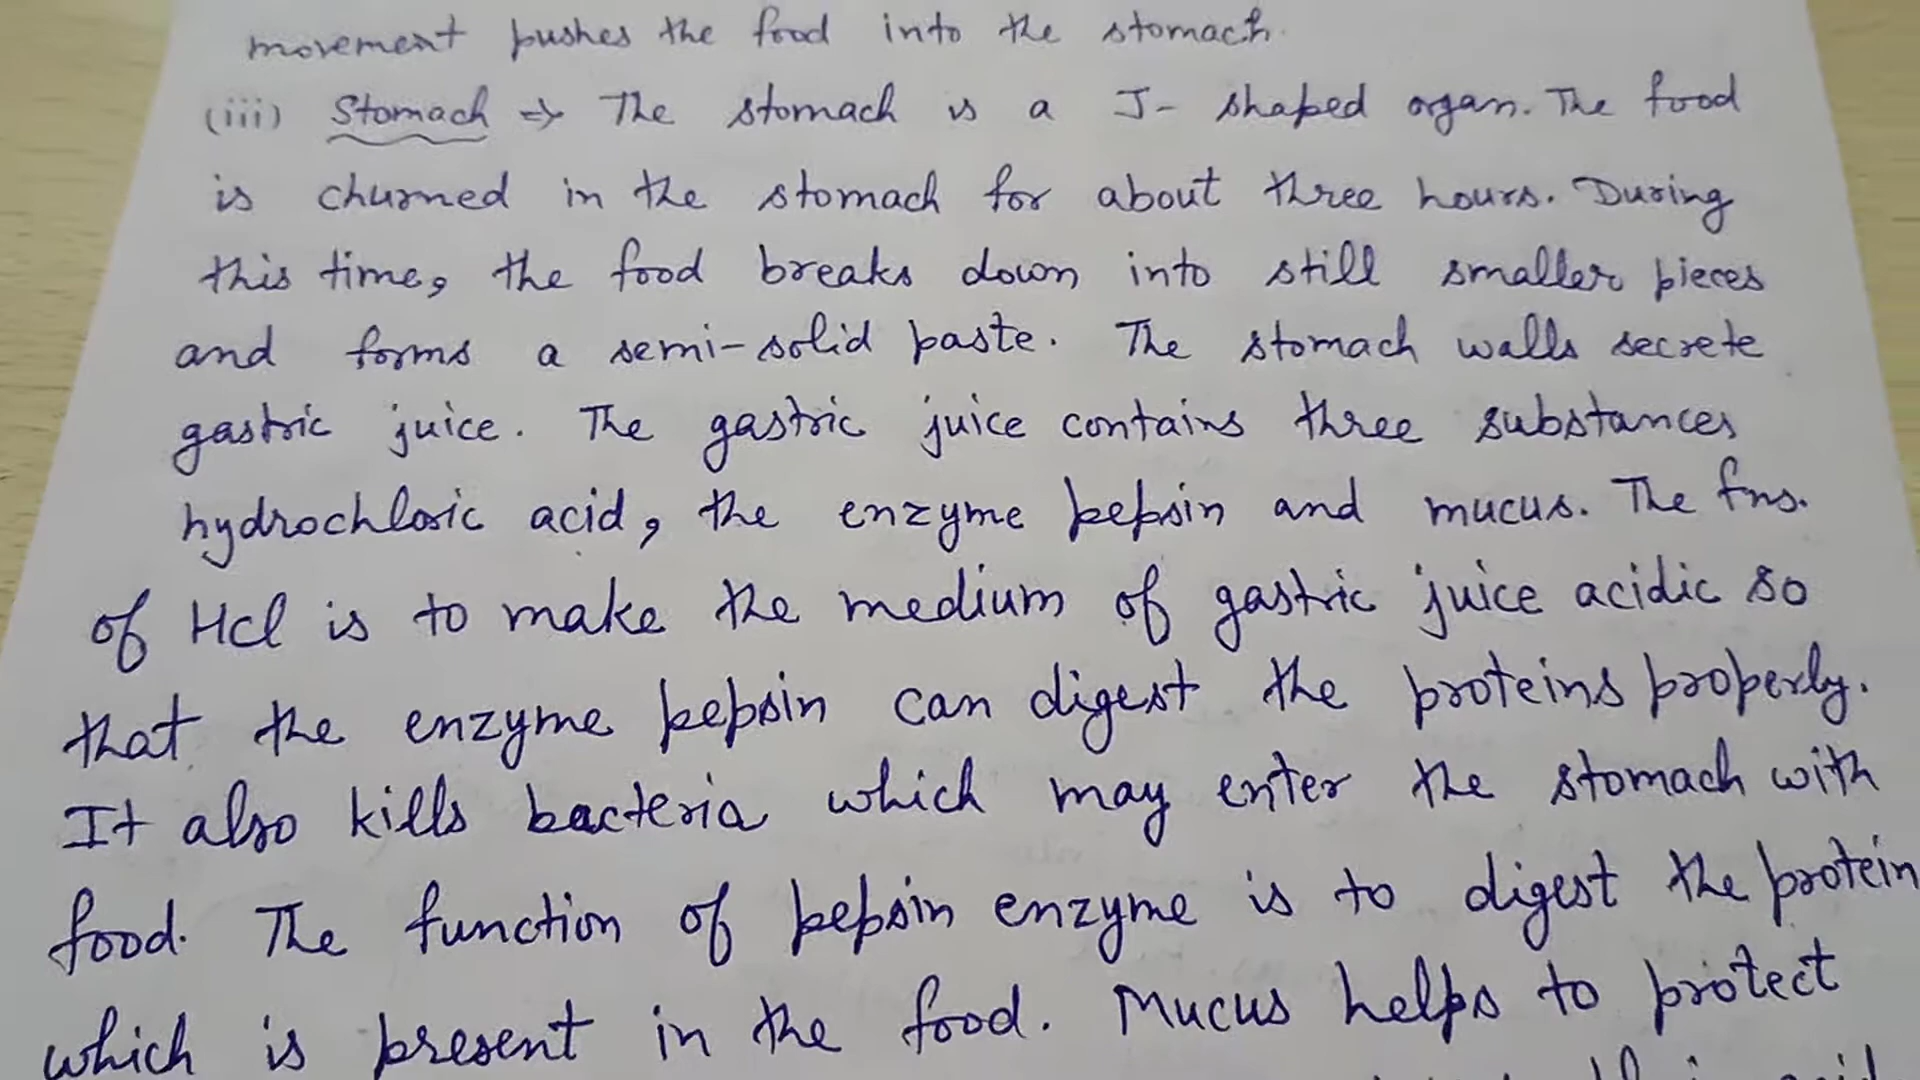 movement pushes the food into the stomach.
(iii) Stomach → The stomach is a J- shaped organ. The food
is churned in the stomach for about three hours. During
this time, the food breaks down into still smaller pieces
and forms a semi-solid paste. The stomach walls secrete
gastric juice. The gastric juice contains three substances
hydrochloric acid, the enzyme pepsin and mucus. The fns.
of Hcl is to make the medium of gastric juice acidic so
that the enzyme pepsin can digest the proteins properly.
It also kills bacteria which may enter the stomach with
food. The function of pepsin enzyme is to digest the protein
which is present in the food. Mucus helps to protect
acid